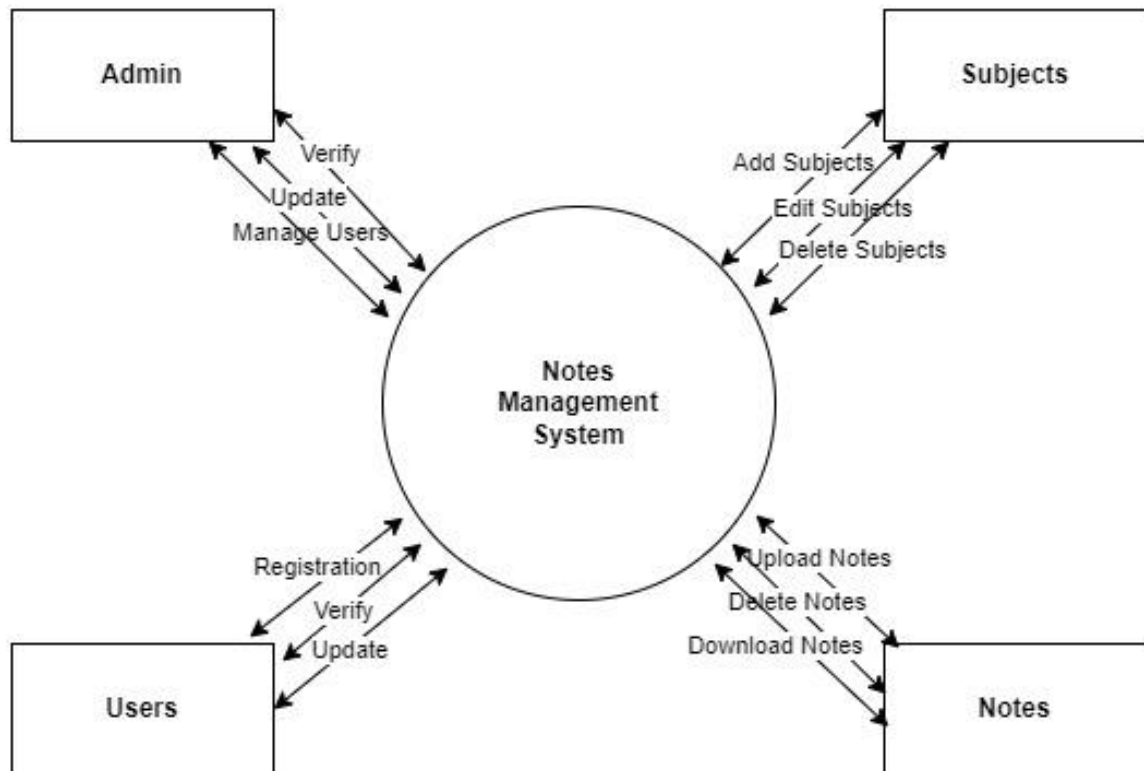 Admin
Subjects
Verify
Update
Manage Users
Add Subjects
Edit Subjects
Delete Subjects
Notes
Management
System
Registration
Verify
Update
Upload Notes
Delete Notes
Download Notes
Users
Notes